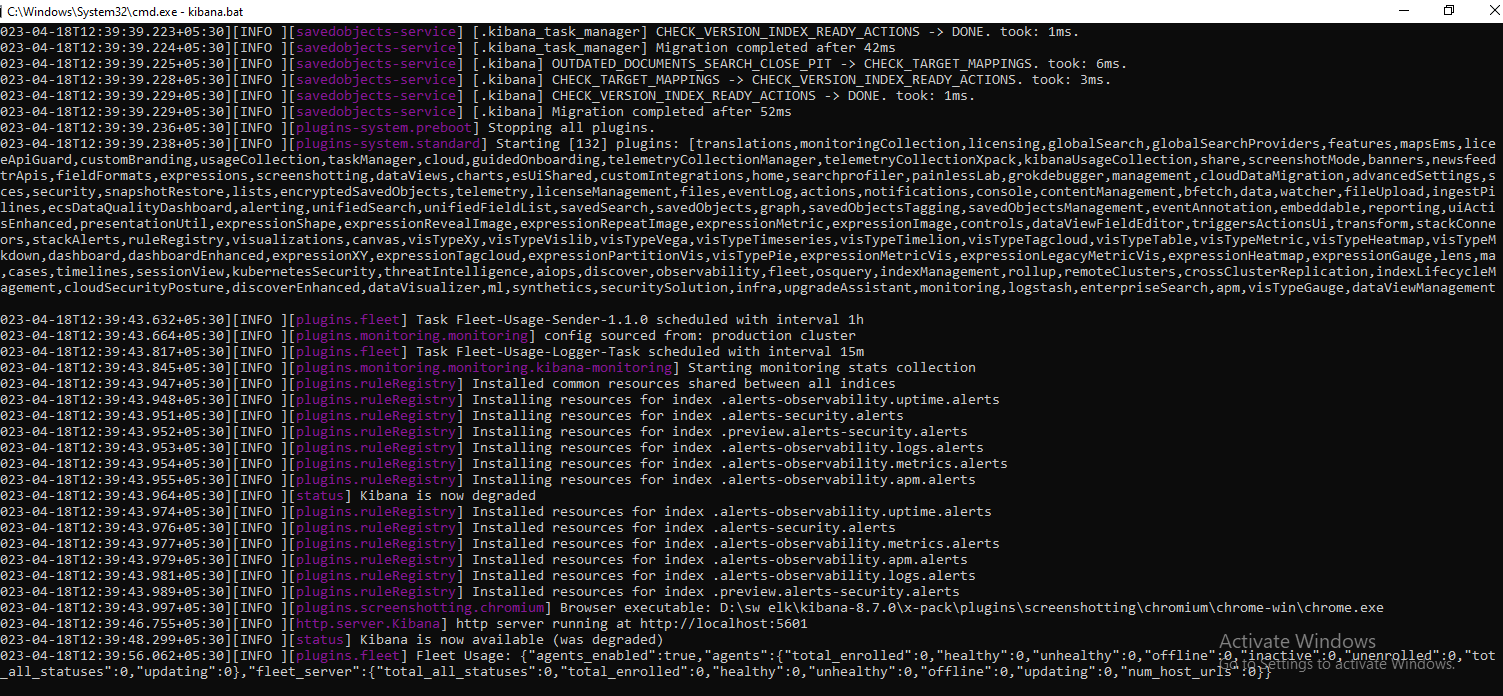 C:\Windows\System32\cmd.exe - kibana.bat
023-04-18T12:39:39.223+05:30][INFO ][savedobjects-service] [.kibana_task_manager] CHECK_VERSION_INDEX_READY_ACTIONS -> DONE. took: 1ms.
023-04-18T12:39:39.224+05:30][INFO ][savedobjects-service] [.kibana_task_manager] Migration completed after 42ms
023-04-18T12:39:39.225+05:30][INFO ][savedobjects-service] [.kibana] OUTDATED_DOCUMENTS_SEARCH_CLOSE_PIT -> CHECK_TARGET_MAPPINGS. took: 6ms.
023-04-18T12:39:39.228+05:30][INFO ][savedobjects-service] [.kibana] CHECK_TARGET_MAPPINGS -> CHECK_VERSION_INDEX_READY_ACTIONS. took: 3ms.
023-04-18T12:39:39.229+05:30][INFO ][savedobjects-service] [.kibana] CHECK_VERSION_INDEX_READY_ACTIONS -> DONE. took: 1ms.
023-04-18T12:39:39.229+05:30][INFO ][savedobjects-service] [.kibana] Migration completed after 52ms
023-04-18T12:39:39.236+05:30][INFO ][plugins-system.preboot] Stopping all plugins.
023-04-18T12:39:39.238+05:30][INFO ][plugins-system.standard] Starting [132] plugins: [translations,monitoringCollection,licensing,globalSearch,globalSearchProviders,features,mapsEms,lice
eApiGuard,customBranding,usageCollection,taskManager,cloud,guidedOnboarding,telemetryCollectionManager,telemetryCollectionXpack,kibanaUsageCollection,share,screenshotMode,banners,newsfeed
trApis,fieldFormats,expressions,screenshotting,dataViews,charts,esUiShared,customIntegrations,home,searchprofiler,painlessLab,grokdebugger,management,cloudDataMigration,advancedSettings,s
ces,security,snapshotRestore,lists,encryptedSavedObjects,telemetry,licenseManagement,files,eventLog,actions,notifications,console,contentManagement,bfetch,data,watcher,fileUpload,ingestPi
lines,ecsDataQualityDashboard,alerting,unifiedSearch,unifiedFieldList,savedSearch,savedObjects,graph,savedObjectsTagging,savedObjectsManagement,eventAnnotation,embeddable,reporting,uiActi
sEnhanced,presentationUtil,expressionShape,expressionRevealImage,expressionRepeatImage,expressionMetric,expressionImage,controls,dataViewFieldEditor,triggersActionsUi,transform,stackConne
ors,stackAlerts,ruleRegistry,visualizations,canvas,visTypeXy,visTypeVislib,visTypeVega,visTypeTimeseries,visTypeTimelion,visTypeTagcloud,visTypeTable,visTypeMetric,visTypeHeatmap,visTypeM
kdown,dashboard,dashboardEnhanced,expressionXY,expressionTagcloud,expressionPartitionVis,visTypePie,expressionMetricVis,expressionLegacyMetricVis,expressionHeatmap,expressionGauge,lens,ma
,cases,timelines,sessionView,kubernetesSecurity,threatIntelligence,aiops,discover,observability,fleet,osquery,indexManagement,rollup,remoteClusters,crossClusterReplication,indexLifecycleM
agement,cloudSecurityPosture,discoverEnhanced,dataVisualizer,ml,synthetics,securitySolution,infra,upgradeAssistant,monitoring,logstash,enterpriseSearch,apm,visTypeGauge,dataViewManagement
023-04-18T12:39:43.632+05:30][INFO ][plugins.fleet] Task Fleet-Usage-Sender-1.1.0 scheduled with interval 1h
023-04-18T12:39:43.664+05:30][INFO ][plugins.monitoring.monitoring] config sourced from: production cluster
023-04-18T12:39:43.817+05:30][INFO ][plugins.fleet] Task Fleet-Usage-Logger-Task scheduled with interval 15m
023-04-18T12:39:43.845+05:30][INFO ][plugins.monitoring.monitoring.kibana-monitoring] Starting monitoring stats collection
023-04-18T12:39:43.947+05:30][INFO ][plugins.ruleRegistry] Installed common resources shared between all indices
023-04-18T12:39:43.948+05:30][INFO ][plugins.ruleRegistry] Installing resources for index .alerts-observability.uptime.alerts
023-04-18T12:39:43.951+05:30][INFO ][plugins.ruleRegistry] Installing resources for index .alerts-security.alerts
023-04-18T12:39:43.952+05:30][INFO ][plugins.ruleRegistry] Installing resources for index .preview.alerts-security.alerts
023-04-18T12:39:43.953+05:30][INFO ][plugins.ruleRegistry] Installing resources for index .alerts-observability.logs.alerts
023-04-18T12:39:43.954+05:30][INFO ][plugins.ruleRegistry] Installing resources for index .alerts-observability.metrics.alerts
023-04-18T12:39:43.955+05:30][INFO ][plugins.ruleRegistry] Installing resources for index .alerts-observability.apm.alerts
023-04-18T12:39:43.964+05:30][INFO ][status] Kibana is now degraded
023-04-18T12:39:43.974+05:30][INFO ][plugins.ruleRegistry] Installed resources for index .alerts-observability.uptime.alerts
023-04-18T12:39:43.976+05:30][INFO ][plugins.ruleRegistry] Installed resources for index .alerts-security.alerts
023-04-18T12:39:43.977+05:30][INFO ][plugins.ruleRegistry] Installed resources for index .alerts-observability.metrics.alerts
023-04-18T12:39:43.979+05:30][INFO ][plugins.ruleRegistry] Installed resources for index .alerts-observability.apm.alerts
023-04-18T12:39:43.981+05:30][INFO ][plugins.ruleRegistry] Installed resources for index .alerts-observability.logs.alerts
023-04-18T12:39:43.989+05:30][INFO ][plugins.ruleRegistry] Installed resources for index .preview.alerts-security.alerts
023-04-18T12:39:43.997+05:30][INFO ][plugins.screenshotting.chromium] Browser executable: D:\sw elk\kibana-8.7.0\x-pack\plugins\screenshotting\chromium\chrome-win\chrome.exe
023-04-18T12:39:46.755+05:30][INFO ][http.server.Kibana] http server running at http://localhost:5601
023-04-18T12:39:48.299+05:30][INFO ][status] Kibana is now available (was degraded)
023-04-18T12:39:56.062+05:30][INFO ][plugins.fleet] Fleet Usage: {"agents_enabled":true,"agents":{"total_enrolled":0,"healthy":0,"unhealthy":0,"offline":0,"inactive":0,"unenrolled":0,"tot
_all_statuses":0,"updating":0},"fleet_server":{"total_all_statuses":0,"total_enrolled":0,"healthy":0,"unhealthy":0,"offline":0,"updating":0,"num_host_urls":0}}
Activate Windows
Go to Settings to activate Windows.